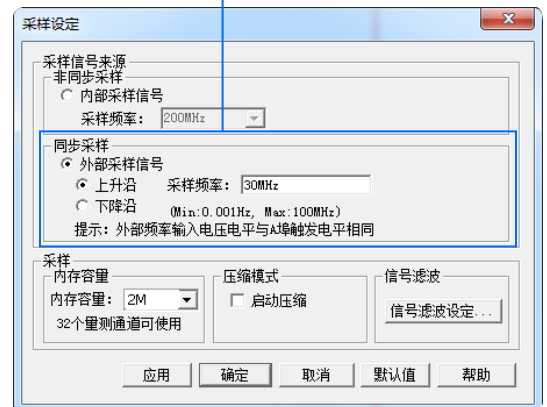 采样设定
采样信号来源
非同步采样
内部采样信号
采样频率： 200MHz
同步采样
外部采样信号
上升沿 采样频率： 30MHz
下降沿 (Min:0.001Hz, Max:100MHz)
提示：外部频率输入电压电平与A埠触发电平相同
采样
内存容量
内存容量： 2M
32个量测通道可使用
压缩模式
启动压缩
信号滤波
信号滤波设定...
应用 确定 取消 默认值 帮助